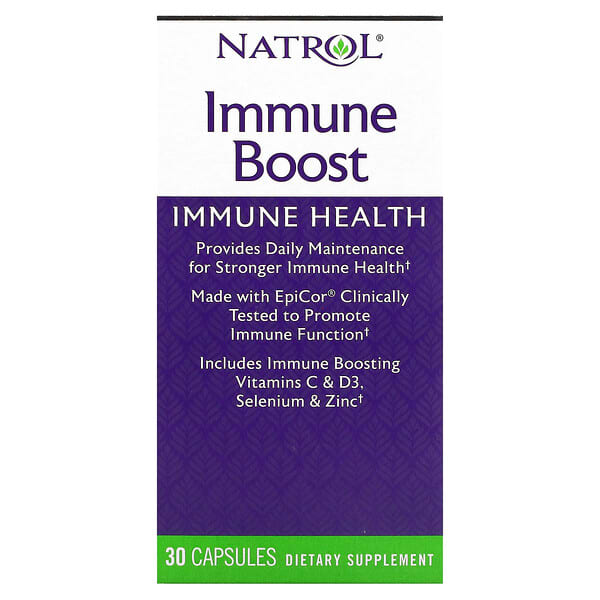 NATROL®
Immune
Boost
IMMUNE HEALTH
Provides Daily Maintenance
for Stronger Immune Health†
Made with EpiCor® Clinically
Tested to Promote
Immune Function†
Includes Immune Boosting
Vitamins C & D3,
Selenium & Zinc†
30 CAPSULES DIETARY SUPPLEMENT